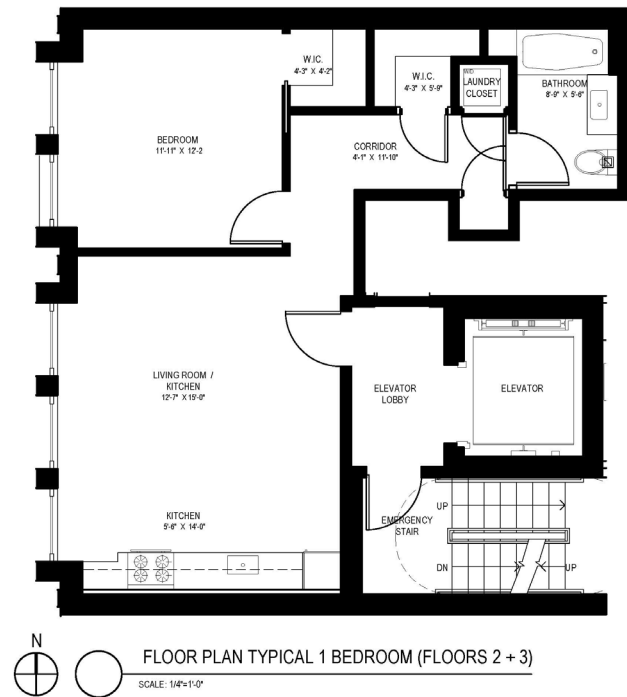 W.I.C.
4'-3" X 4'-2"
W.I.C.
4'-3" X 5'-9"
W/D
LAUNDRY
CLOSET
BATHROOM
8'-9" X 5'-6"
BEDROOM
11'-11" X 12'-2
CORRIDOR
4'-1" X 11'-10"
LIVING ROOM /
KITCHEN
12'-7" X 15'-0"
ELEVATOR
LOBBY
ELEVATOR
KITCHEN
5'-6" X 14'-0"
UP
EMERGENCY
STAIR
DN
UP
N
FLOOR PLAN TYPICAL 1 BEDROOM (FLOORS 2 + 3)
SCALE: 1/4"=1'-0"